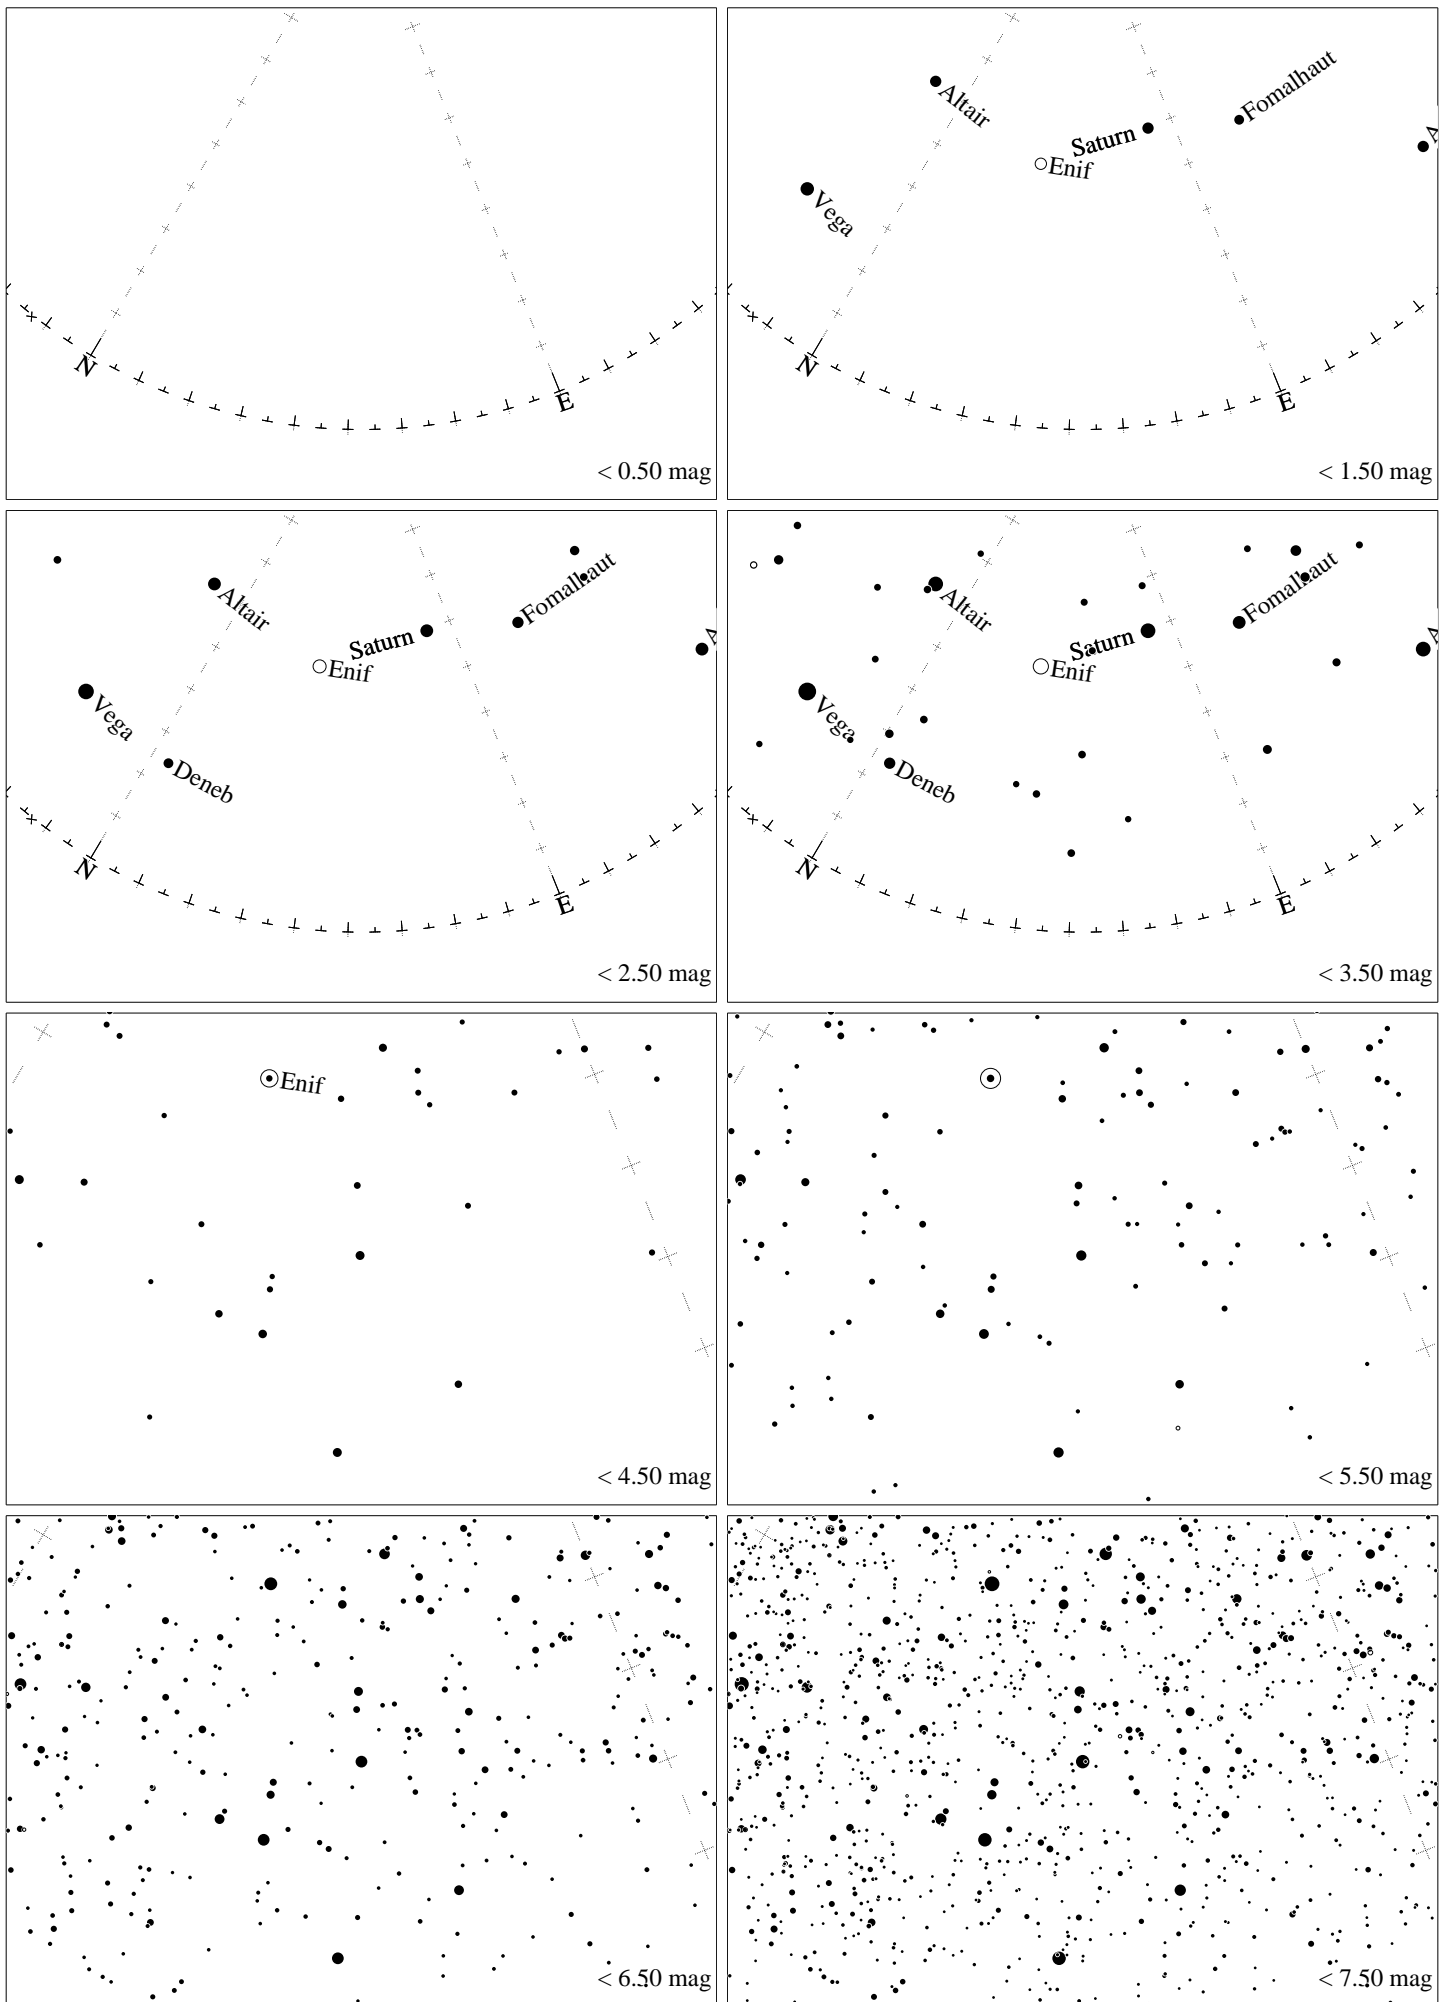 N
E
< 0.50 mag
Altair
Fomalhaut
Saturn
A
Enif
Vega
N
E
< 1.50 mag
Altair
Fomalhaut
Saturn
A
Enif
Vega
Deneb
N
E
< 2.50 mag
Altair
Fomalhaut
Saturn
A
Enif
Vega
Deneb
N
E
< 3.50 mag
Enif
< 4.50 mag
< 5.50 mag
< 6.50 mag
< 7.50 mag